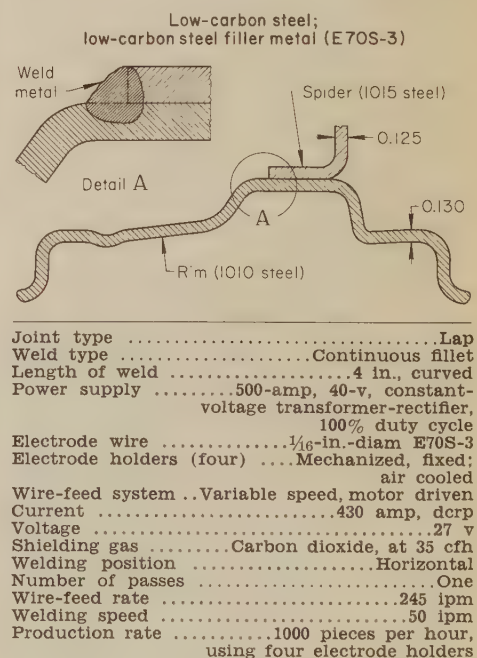 Low-carbon steel;
low-carbon steel filler metal (E70S-3)
Weld metal
Spider (1015 steel)
0.125
Detail A
A
0.130
Rim (1010 steel)
Joint type ..................................Lap
Weld type ....................Continuous fillet
Length of weld .................4 in., curved
Power supply ..........500-amp, 40-v, constant-
voltage transformer-rectifier,
100% duty cycle
Electrode wire .............1/16-in.-diam E70S-3
Electrode holders (four) ....Mechanized, fixed;
air cooled
Wire-feed system ..Variable speed, motor driven
Current .........................430 amp, dcrp
Voltage ....................................27 v
Shielding gas ........Carbon dioxide, at 35 cfh
Welding position ....................Horizontal
Number of passes ..........................One
Wire-feed rate ........................245 ipm
Welding speed ..........................50 ipm
Production rate ..........1000 pieces per hour,
using four electrode holders